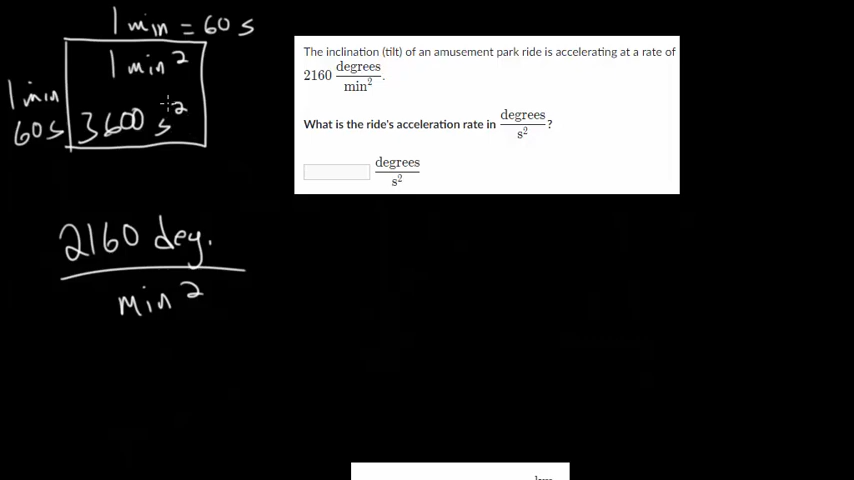 1 min = 60 s
1 min²
1 min
60 s
3600 s²
2160 deg.
min²
The inclination (tilt) of an amusement park ride is accelerating at a rate of
2160 degrees/min².
What is the ride's acceleration rate in degrees/s²?
degrees/s²